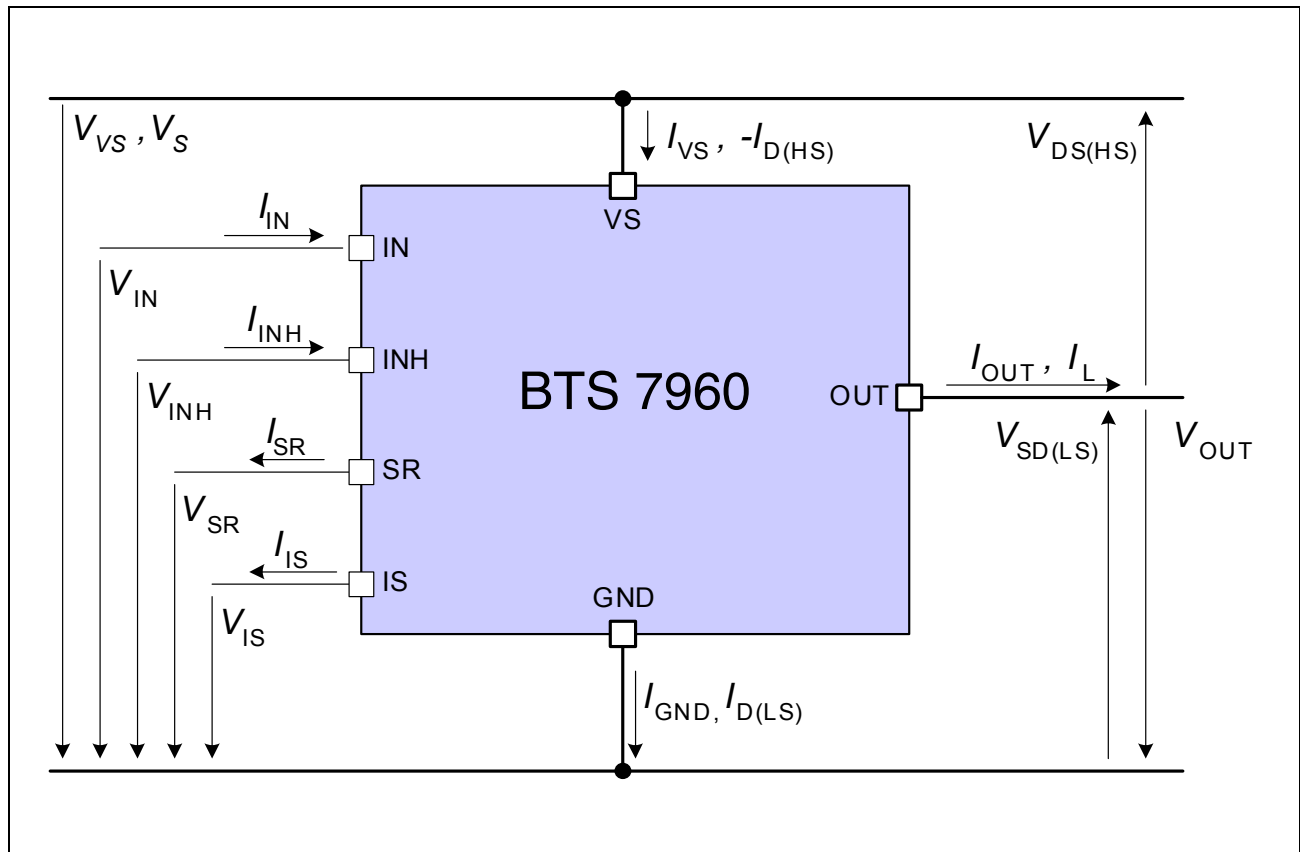 V_VS , V_S
I_VS , -I_D(HS)
V_DS(HS)
VS
I_IN
IN
V_IN
I_INH
INH
V_INH
BTS 7960
OUT
I_OUT , I_L
I_SR
SR
V_SR
V_SD(LS)
V_OUT
I_IS
IS
V_IS
GND
I_GND, I_D(LS)